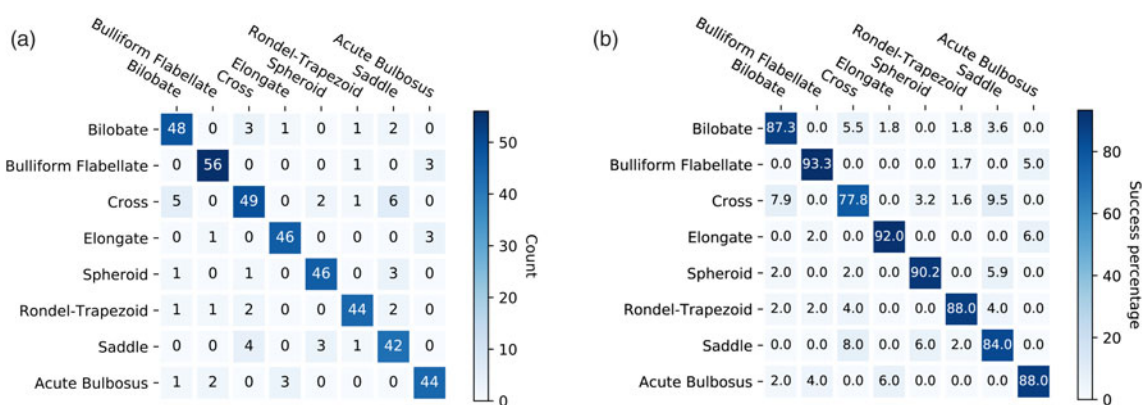 (a)
Bilobate
Bulliform Flabellate
Cross
Elongate
Spheroid
Rondel-Trapezoid
Saddle
Acute Bulbosus
Bilobate 48 0 3 1 0 1 2 0
Bulliform Flabellate 0 56 0 0 0 1 0 3
Cross 5 0 49 0 2 1 6 0
Elongate 0 1 0 46 0 0 0 3
Spheroid 1 0 1 0 46 0 3 0
Rondel-Trapezoid 1 1 2 0 0 44 2 0
Saddle 0 0 4 0 3 1 42 0
Acute Bulbosus 1 2 0 3 0 0 0 44
50
40
30
20
10
0
Count
(b)
Bilobate
Bulliform Flabellate
Cross
Elongate
Spheroid
Rondel-Trapezoid
Saddle
Acute Bulbosus
Bilobate 87.3 0.0 5.5 1.8 0.0 1.8 3.6 0.0
Bulliform Flabellate 0.0 93.3 0.0 0.0 0.0 1.7 0.0 5.0
Cross 7.9 0.0 77.8 0.0 3.2 1.6 9.5 0.0
Elongate 0.0 2.0 0.0 92.0 0.0 0.0 0.0 6.0
Spheroid 2.0 0.0 2.0 0.0 90.2 0.0 5.9 0.0
Rondel-Trapezoid 2.0 2.0 4.0 0.0 0.0 88.0 4.0 0.0
Saddle 0.0 0.0 8.0 0.0 6.0 2.0 84.0 0.0
Acute Bulbosus 2.0 4.0 0.0 6.0 0.0 0.0 0.0 88.0
80
60
40
20
0
Success percentage